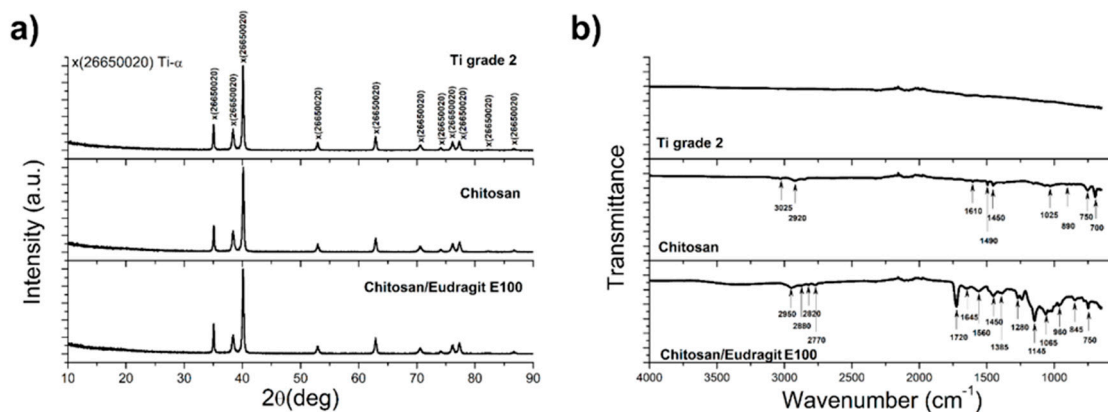 a)
x(26650020) Ti-α
x(26650020)
x(26650020)
x(26650020)
x(26650020)
x(26650020)
x(26650020)
x(26650020)
x(26650020)
x(26650020)
x(26650020)
x(26650020)
Ti grade 2
Chitosan
Chitosan/Eudragit E100
Intensity (a.u.)
10 20 30 40 50 60 70 80 90
2θ(deg)
b)
Transmittance
Ti grade 2
3025
2920
1610
1490
1450
1025
890
750
700
Chitosan
2950
2880
2820
2770
1720
1645
1560
1450
1385
1280
1145
1065
960
845
750
Chitosan/Eudragit E100
4000 3500 3000 2500 2000 1500 1000
Wavenumber (cm⁻¹)